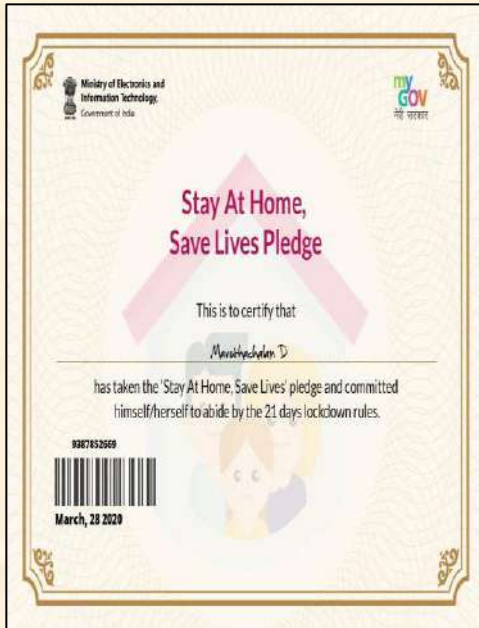 Ministry of Electronics and
Information Technology,
Government of India
my
GOV
मेरी सरकार
Stay At Home,
Save Lives Pledge
This is to certify that
Maruthachalan D
has taken the 'Stay At Home, Save Lives' pledge and committed
himself/herself to abide by the 21 days lockdown rules.
9387852669
March, 28 2020